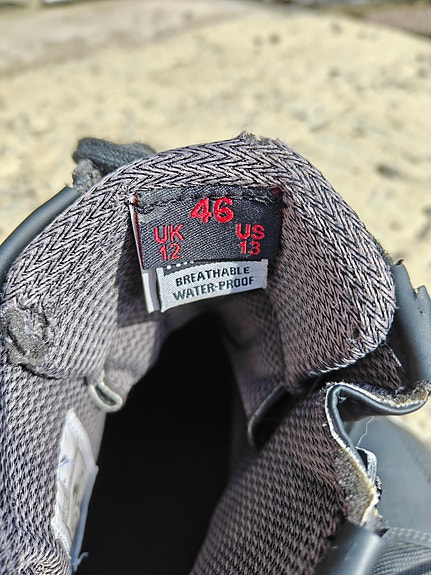 46
UK US
12 13
BREATHABLE
WATER-PROOF